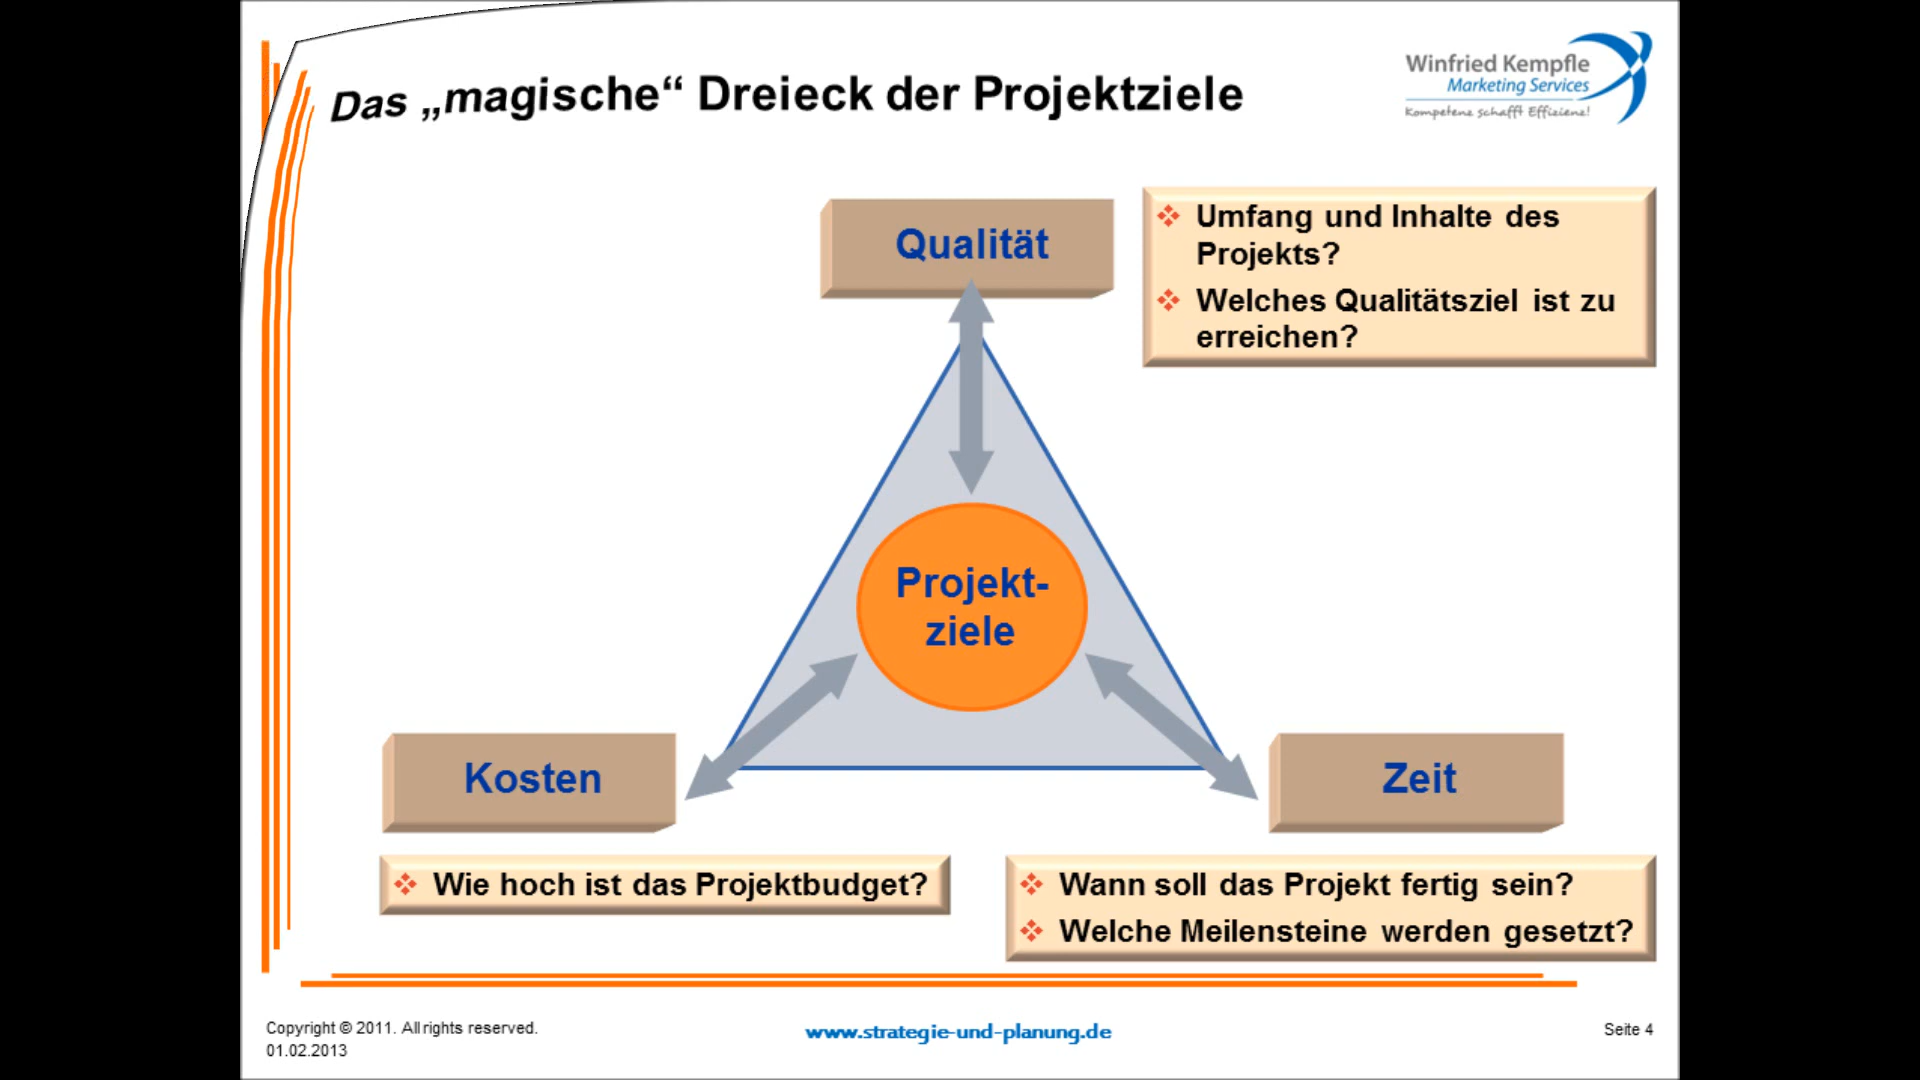 Das „magische“ Dreieck der Projektziele
Winfried Kempfle
Marketing Services
Kompetenz schafft Effizienz!
Qualität
Umfang und Inhalte des
Projekts?
Welches Qualitätsziel ist zu
erreichen?
Projekt-
ziele
Kosten
Zeit
Wie hoch ist das Projektbudget?
Wann soll das Projekt fertig sein?
Welche Meilensteine werden gesetzt?
Copyright © 2011. All rights reserved.
01.02.2013
www.strategie-und-planung.de
Seite 4